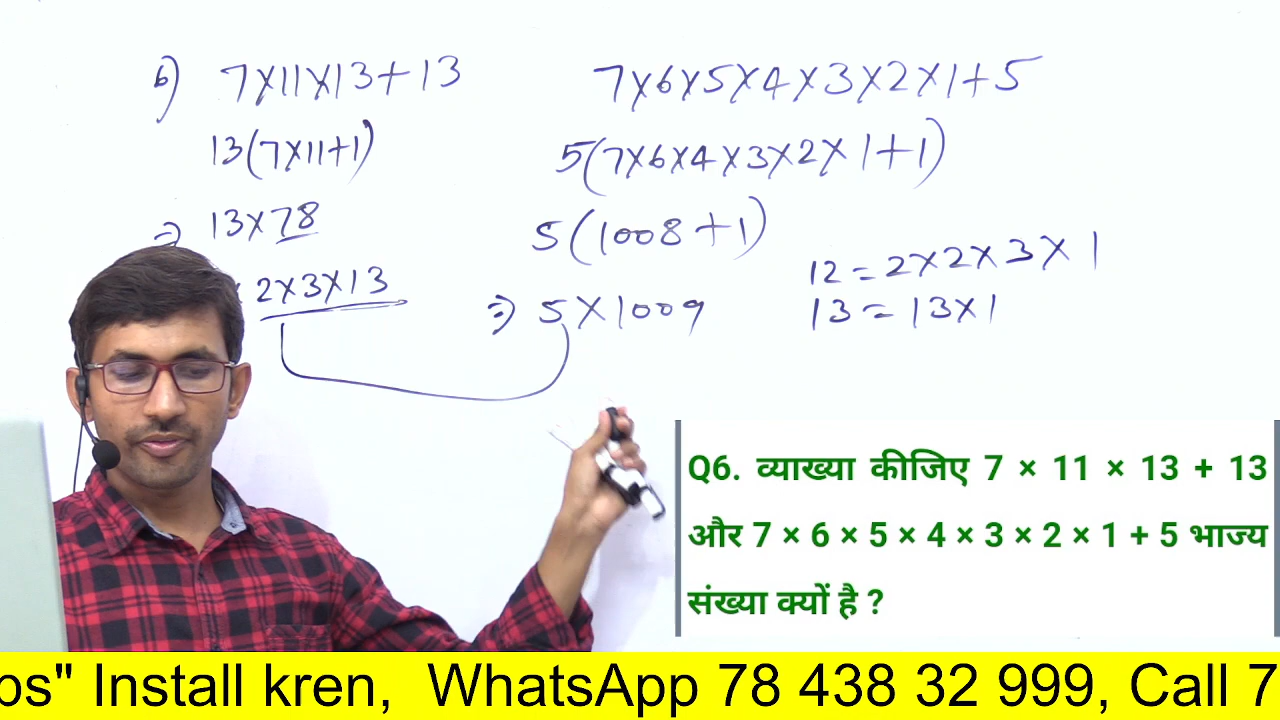 6) 7×11×13+13
13(7×11+1)
⇒ 13×78
× 2×3×13
7×6×5×4×3×2×1+5
5(7×6×4×3×2×1+1)
5(1008+1)
⇒ 5×1009
12=2×2×3×1
13=13×1
Q6. व्याख्या कीजिए 7 × 11 × 13 + 13
और 7 × 6 × 5 × 4 × 3 × 2 × 1 + 5 भाज्य
संख्या क्यों है ?
ps" Install kren, WhatsApp 78 438 32 999, Call 7